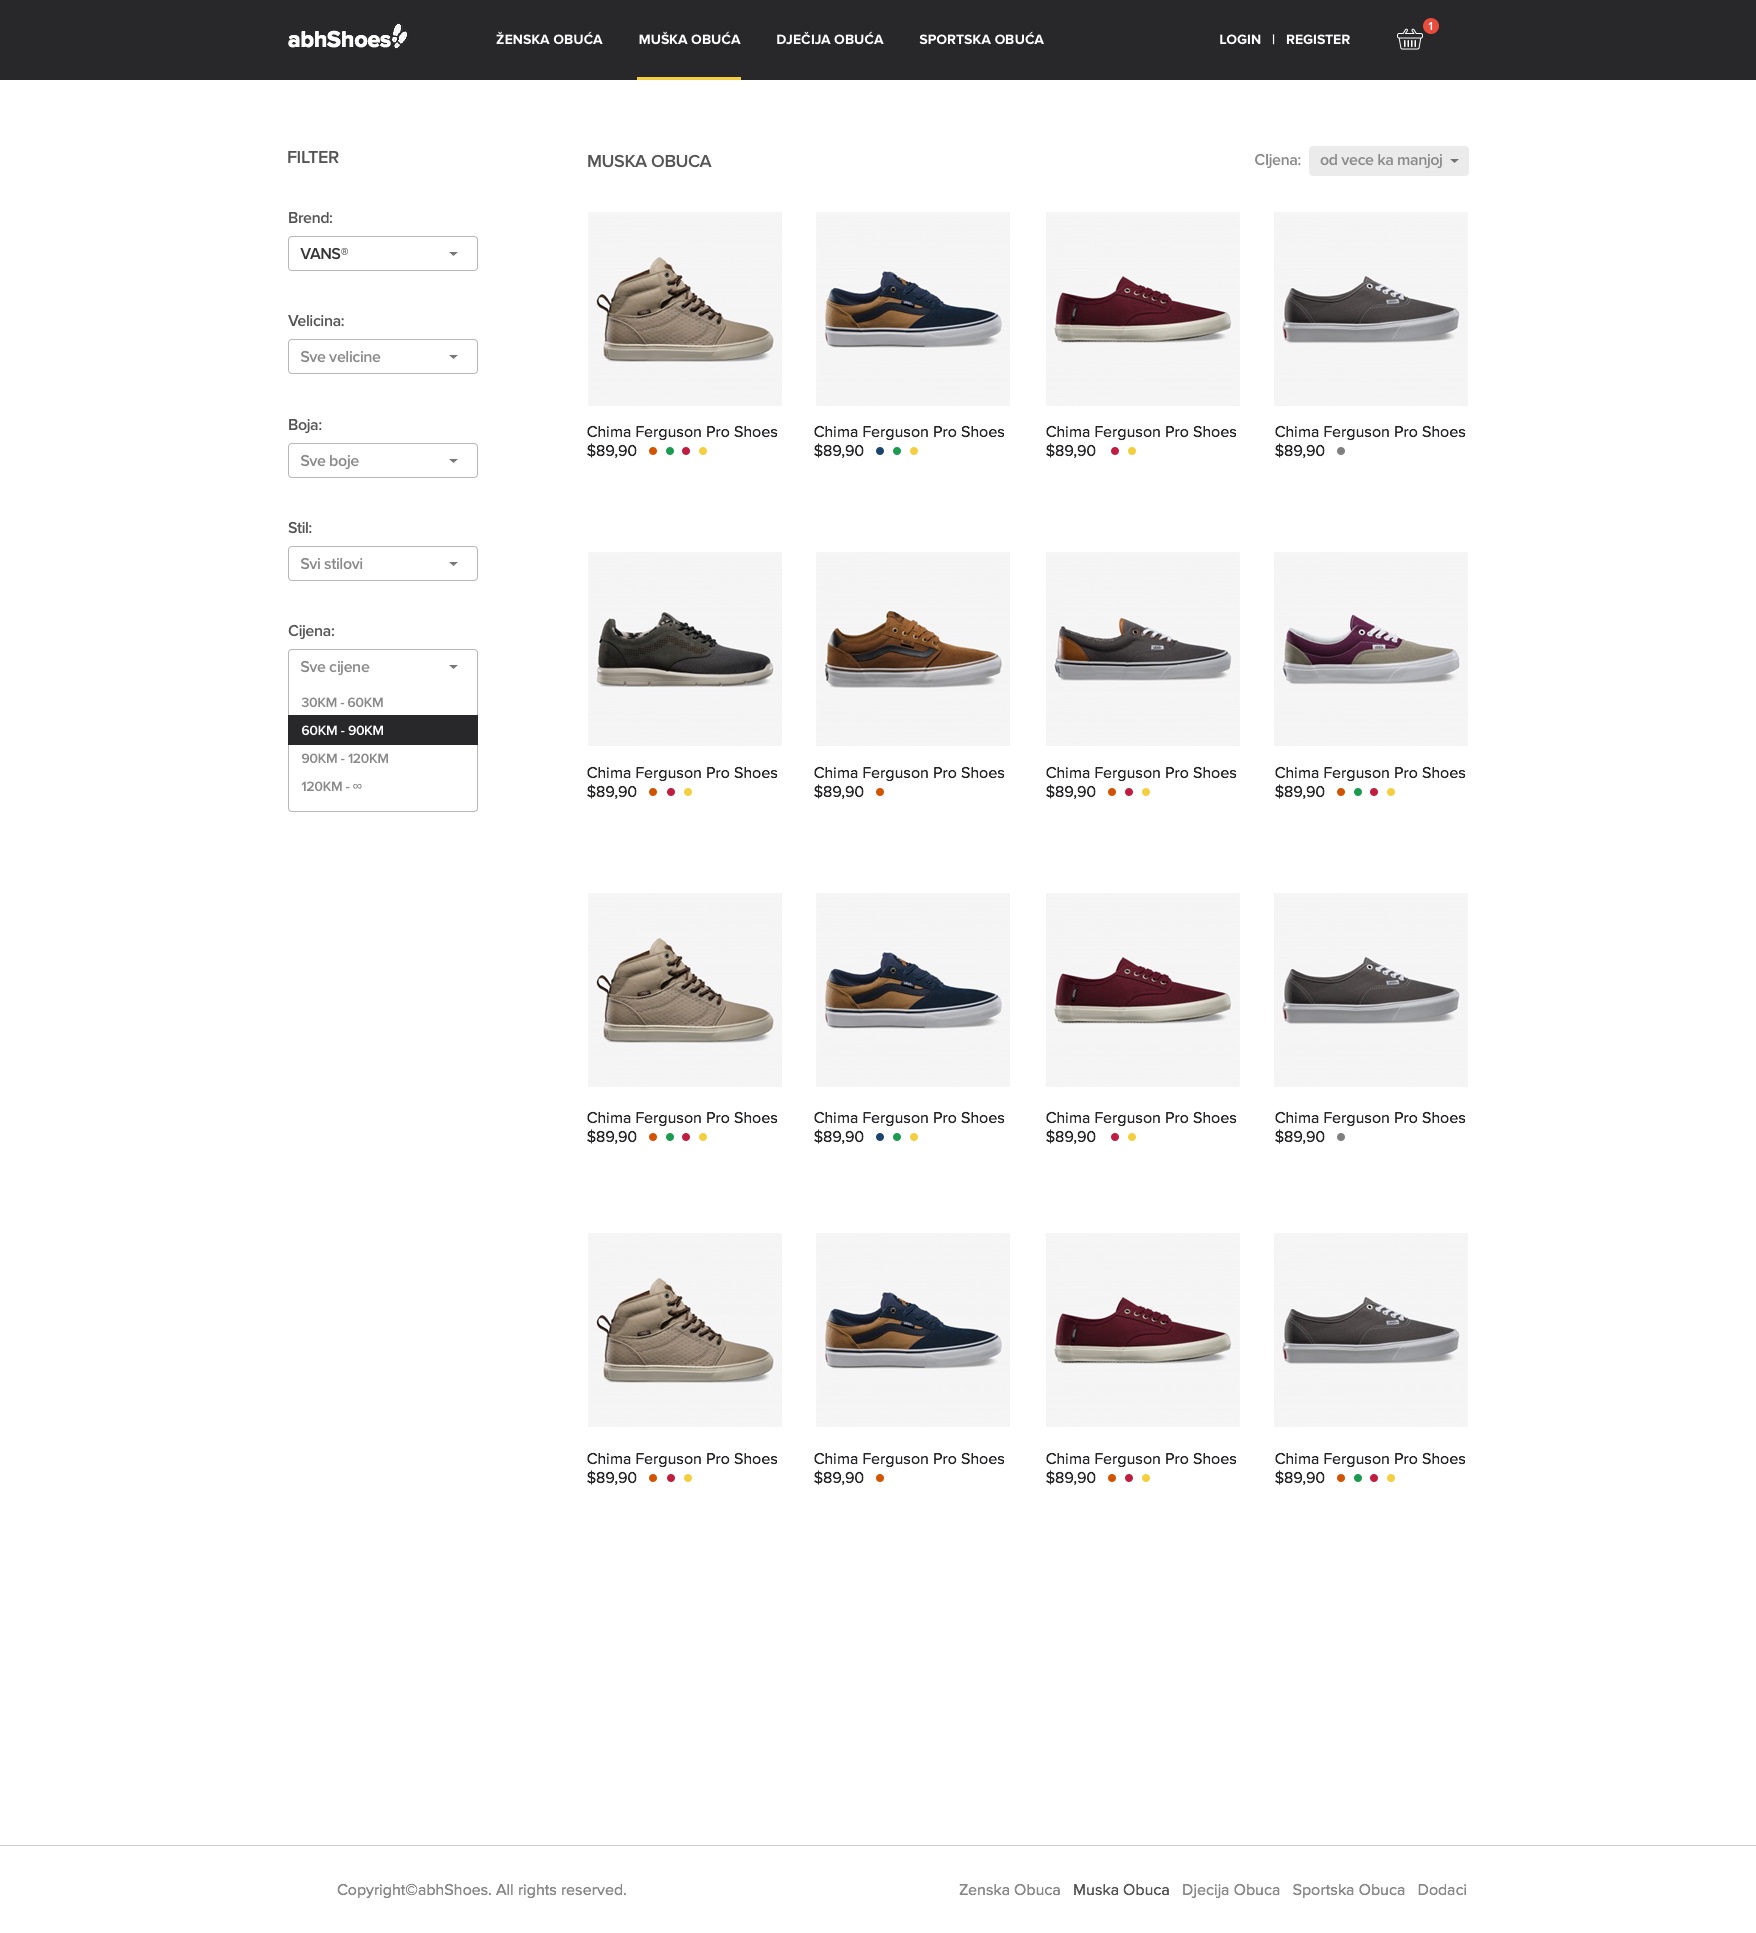 abhShoes
ŽENSKA OBUĆA
MUŠKA OBUĆA
DJEČIJA OBUĆA
SPORTSKA OBUĆA
LOGIN | REGISTER
1
FILTER
Brend:
VANS®
Velicina:
Sve velicine
Boja:
Sve boje
Stil:
Svi stilovi
Cijena:
Sve cijene
30KM - 60KM
60KM - 90KM
90KM - 120KM
120KM - ∞
MUSKA OBUCA
CIjena:
od vece ka manjoj
Chima Ferguson Pro Shoes
$89,90
Chima Ferguson Pro Shoes
$89,90
Chima Ferguson Pro Shoes
$89,90
Chima Ferguson Pro Shoes
$89,90
Chima Ferguson Pro Shoes
$89,90
Chima Ferguson Pro Shoes
$89,90
Chima Ferguson Pro Shoes
$89,90
Chima Ferguson Pro Shoes
$89,90
Chima Ferguson Pro Shoes
$89,90
Chima Ferguson Pro Shoes
$89,90
Chima Ferguson Pro Shoes
$89,90
Chima Ferguson Pro Shoes
$89,90
Chima Ferguson Pro Shoes
$89,90
Chima Ferguson Pro Shoes
$89,90
Chima Ferguson Pro Shoes
$89,90
Chima Ferguson Pro Shoes
$89,90
Copyright©abhShoes. All rights reserved.
Zenska Obuca Muska Obuca Djecija Obuca Sportska Obuca Dodaci